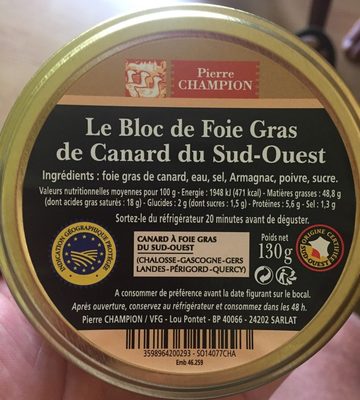 Pierre
CHAMPION
Le Bloc de Foie Gras
de Canard du Sud-Ouest
Ingrédients : foie gras de canard, eau, sel, Armagnac, poivre, sucre.
Valeurs nutritionnelles moyennes pour 100 g - Energie : 1948 kJ (471 kcal) - Matières grasses : 48,8 g
(dont acides gras saturés : 18 g) - Glucides : 2 g (dont sucres : 1,5 g) - Protéines : 5,6 g - Sel : 1,3 g
Sortez-le du réfrigérateur 20 minutes avant de déguster.
INDICATION GÉOGRAPHIQUE PROTÉGÉE
CANARD À FOIE GRAS
DU SUD-OUEST
(CHALOSSE-GASCOGNE-GERS
LANDES-PÉRIGORD-QUERCY)
Poids net
130g
ORIGINE CERTIFIÉE
SUD-OUEST
A consommer de préférence avant la date figurant sur le bocal.
Après ouverture, conservez au réfrigérateur et consommez dans les 48 h.
Pierre CHAMPION / VFG - Lou Pontet - BP 40066 - 24202 SARLAT
3598964200293 - SO14077CHA
Emb 46.259